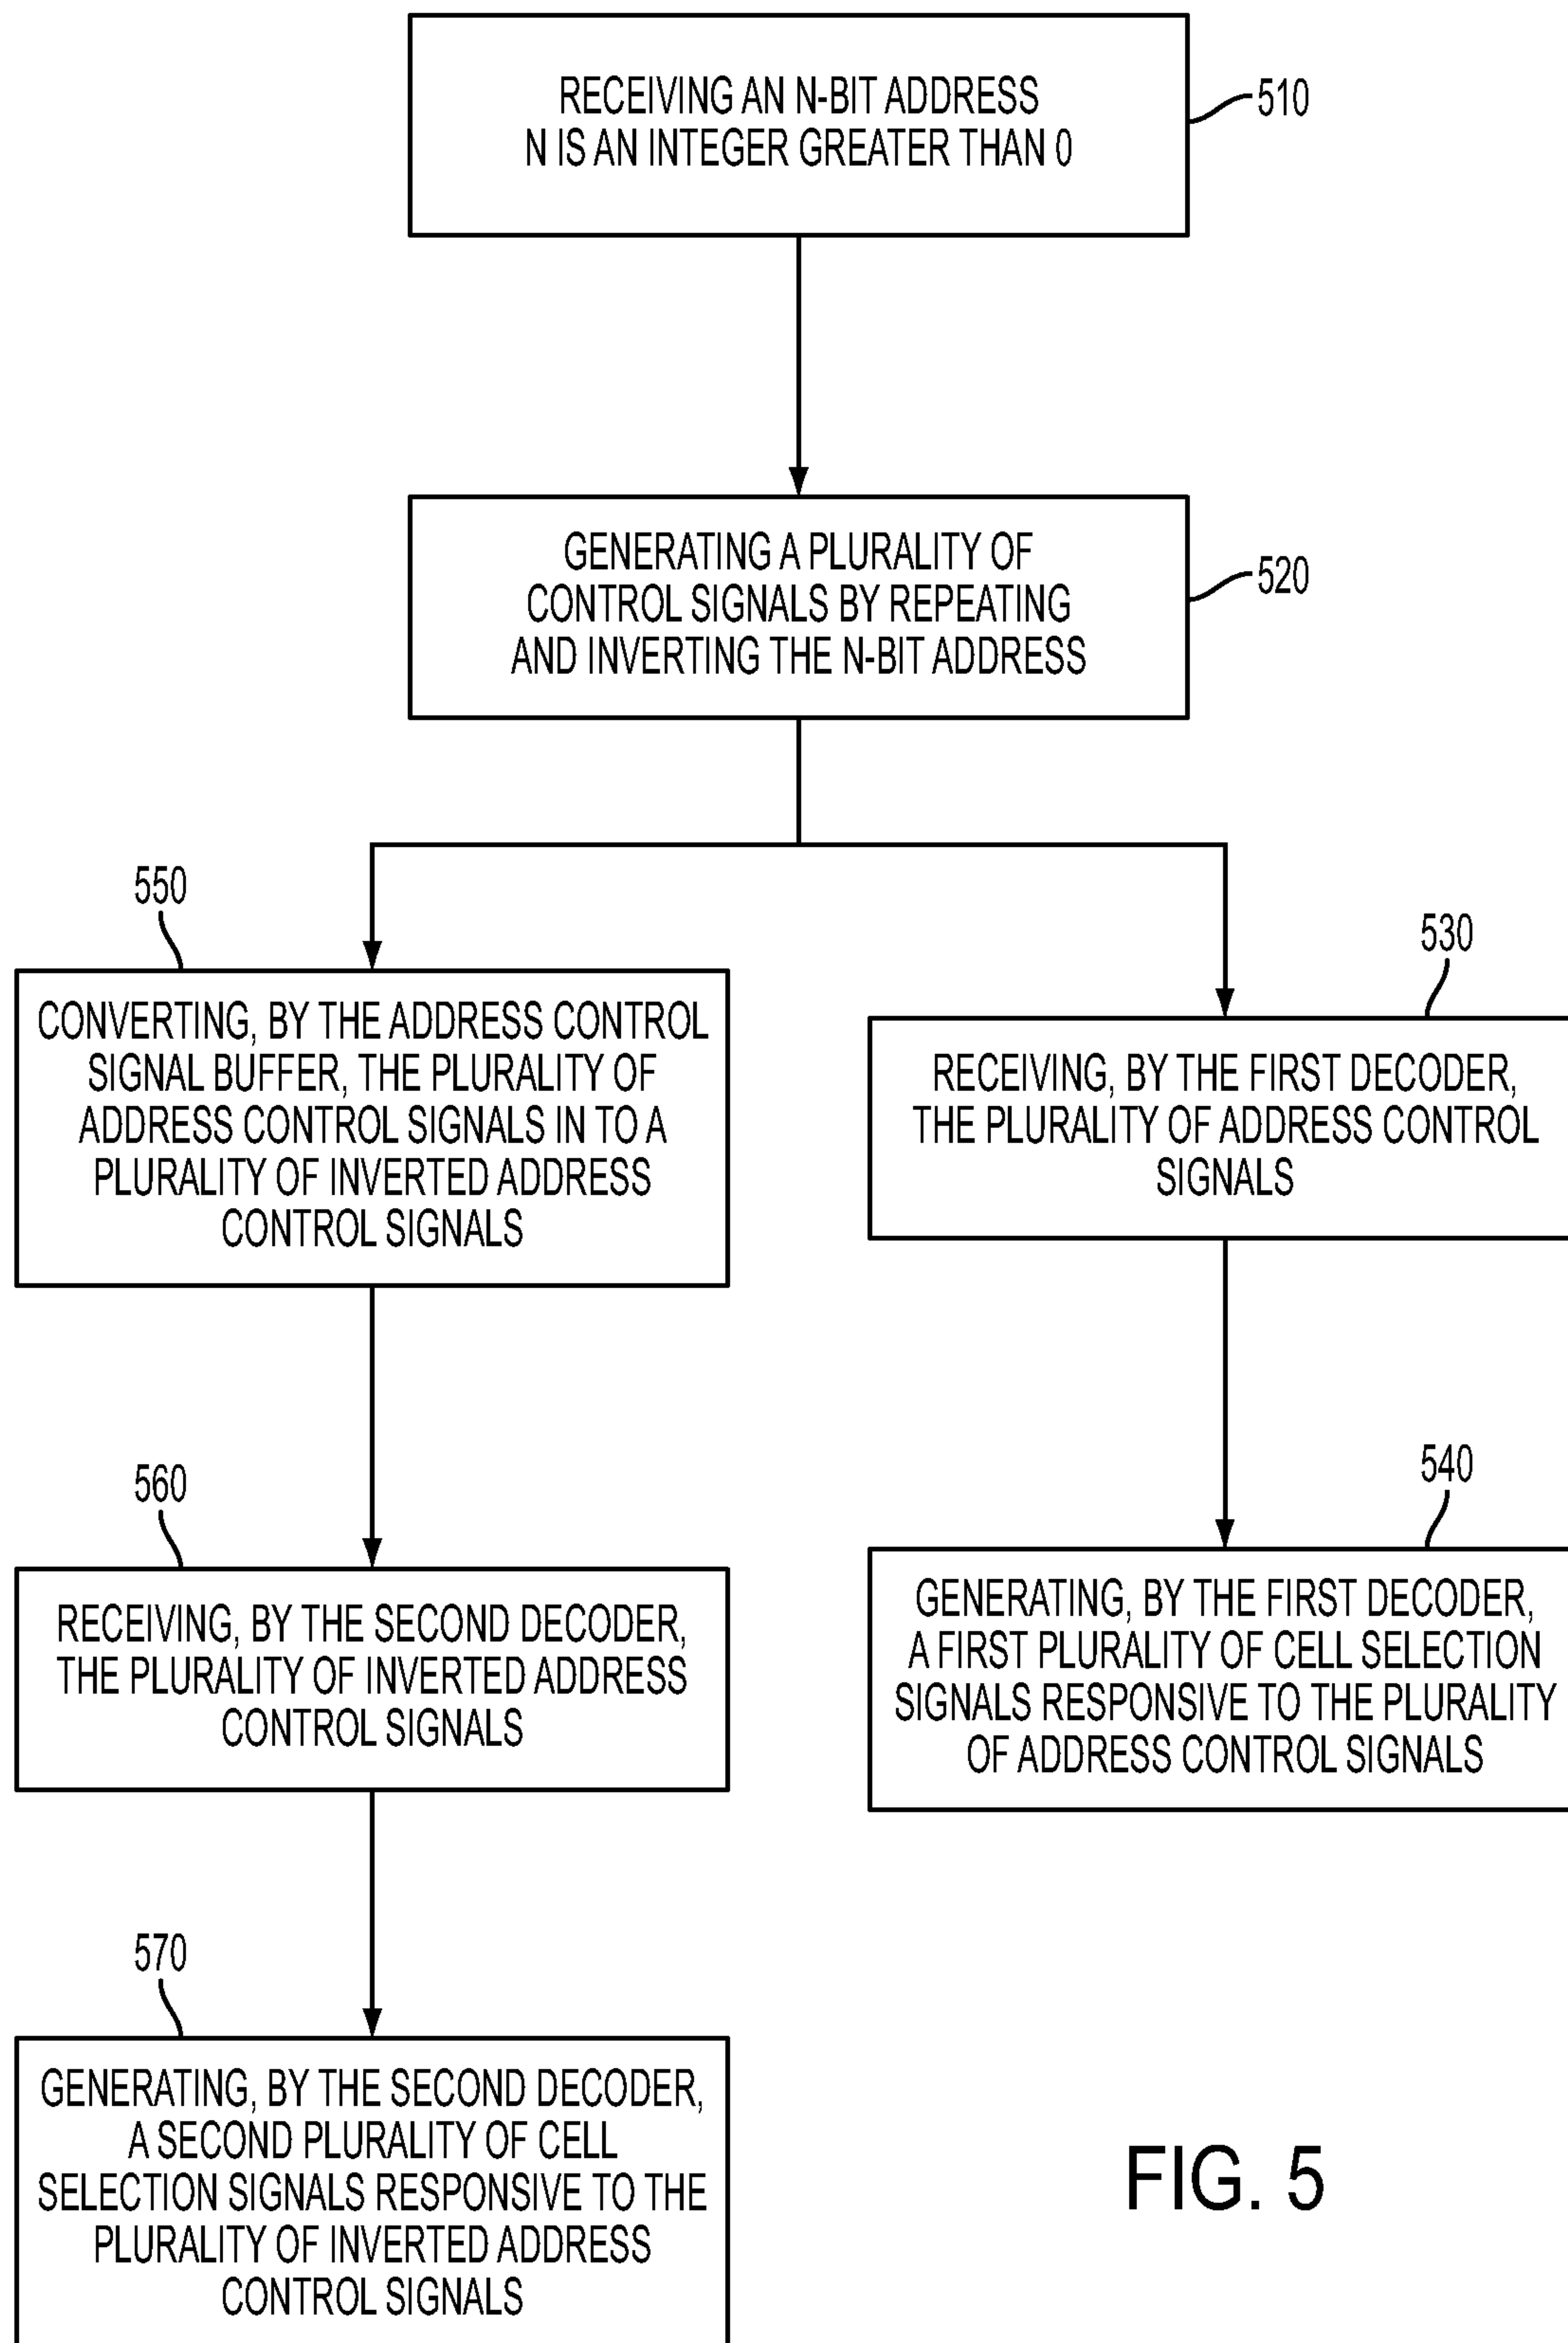 RECEIVING AN N-BIT ADDRESS
N IS AN INTEGER GREATER THAN 0
510
GENERATING A PLURALITY OF
CONTROL SIGNALS BY REPEATING
AND INVERTING THE N-BIT ADDRESS
520
550
CONVERTING, BY THE ADDRESS CONTROL
SIGNAL BUFFER, THE PLURALITY OF
ADDRESS CONTROL SIGNALS IN TO A
PLURALITY OF INVERTED ADDRESS
CONTROL SIGNALS
530
RECEIVING, BY THE FIRST DECODER,
THE PLURALITY OF ADDRESS CONTROL
SIGNALS
560
RECEIVING, BY THE SECOND DECODER,
THE PLURALITY OF INVERTED ADDRESS
CONTROL SIGNALS
540
GENERATING, BY THE FIRST DECODER,
A FIRST PLURALITY OF CELL SELECTION
SIGNALS RESPONSIVE TO THE PLURALITY
OF ADDRESS CONTROL SIGNALS
570
GENERATING, BY THE SECOND DECODER,
A SECOND PLURALITY OF CELL
SELECTION SIGNALS RESPONSIVE TO THE
PLURALITY OF INVERTED ADDRESS
CONTROL SIGNALS
FIG. 5